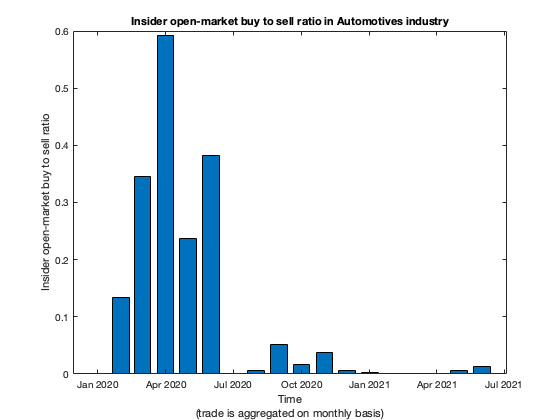 Insider open-market buy to sell ratio in Automotives industry
Insider open-market buy to sell ratio
0.6
0.5
0.4
0.3
0.2
0.1
0
Jan 2020 Apr 2020 Jul 2020 Oct 2020 Jan 2021 Apr 2021 Jul 2021
Time
(trade is aggregated on monthly basis)